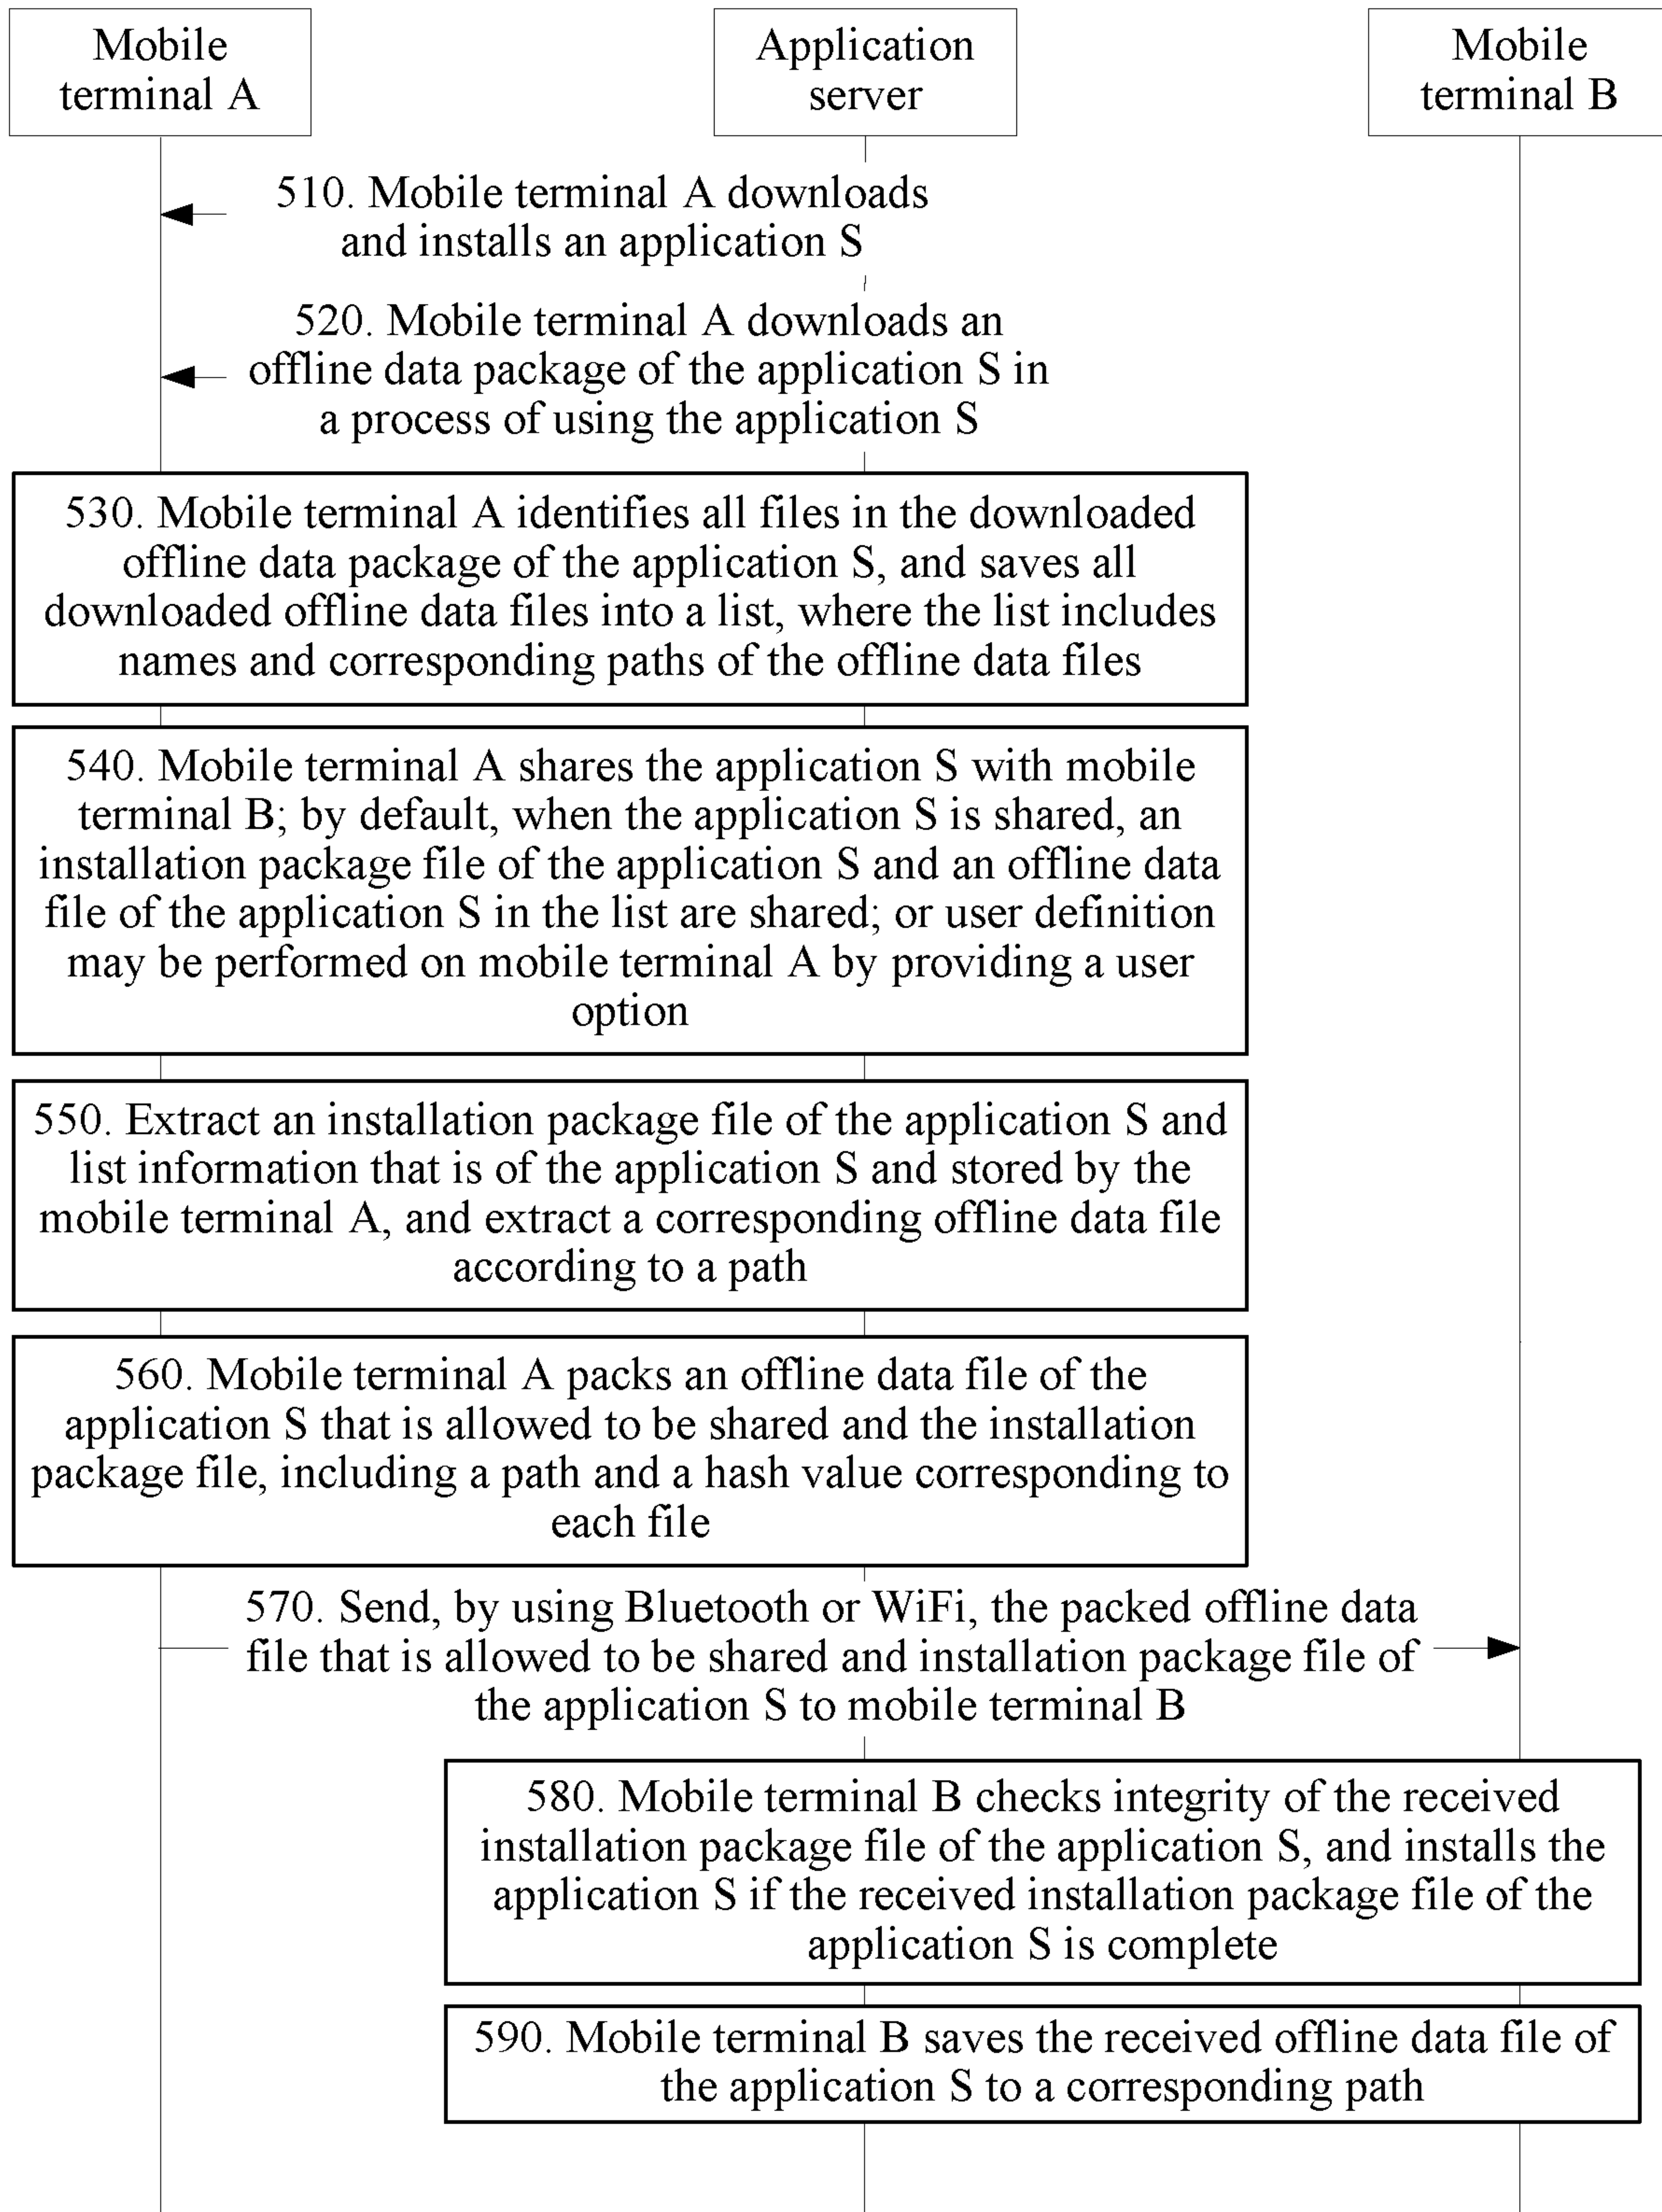 Mobile
terminal A
Application
server
Mobile
terminal B
510. Mobile terminal A downloads
and installs an application S
520. Mobile terminal A downloads an
offline data package of the application S in
a process of using the application S
530. Mobile terminal A identifies all files in the downloaded
offline data package of the application S, and saves all
downloaded offline data files into a list, where the list includes
names and corresponding paths of the offline data files
540. Mobile terminal A shares the application S with mobile
terminal B; by default, when the application S is shared, an
installation package file of the application S and an offline data
file of the application S in the list are shared; or user definition
may be performed on mobile terminal A by providing a user
option
550. Extract an installation package file of the application S and
list information that is of the application S and stored by the
mobile terminal A, and extract a corresponding offline data file
according to a path
560. Mobile terminal A packs an offline data file of the
application S that is allowed to be shared and the installation
package file, including a path and a hash value corresponding to
each file
570. Send, by using Bluetooth or WiFi, the packed offline data
file that is allowed to be shared and installation package file of
the application S to mobile terminal B
580. Mobile terminal B checks integrity of the received
installation package file of the application S, and installs the
application S if the received installation package file of the
application S is complete
590. Mobile terminal B saves the received offline data file of
the application S to a corresponding path